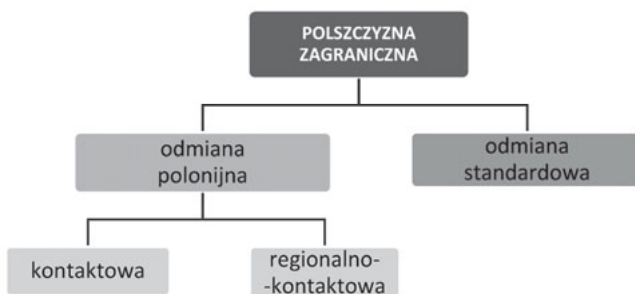 POLSZCZYZNA
ZAGRANICZNA
odmiana
polonijna
odmiana
standardowa
kontaktowa
regionalno-
-kontaktowa